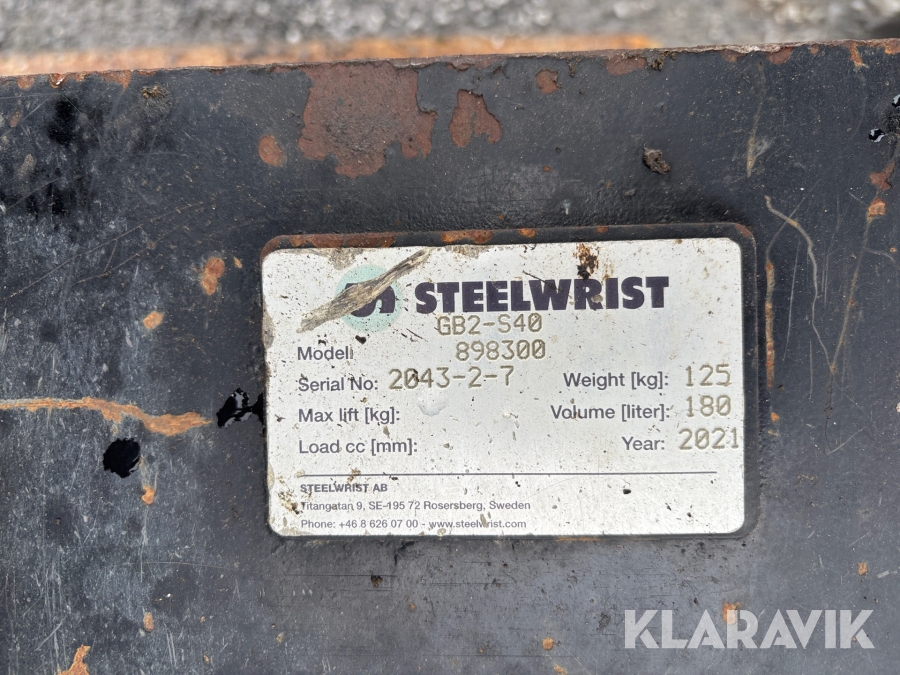 STEELWRIST
GB2-S40
Modell 898300
Serial No: 2043-2-7 Weight [kg]: 125
Max lift [kg]: Volume [liter]: 180
Load cc [mm]: Year: 2021
STEELWRIST AB
Titangatan 9, SE-195 72 Rosersberg, Sweden
Phone: +46 8 626 07 00 - www.steelwrist.com
KLARAVIK